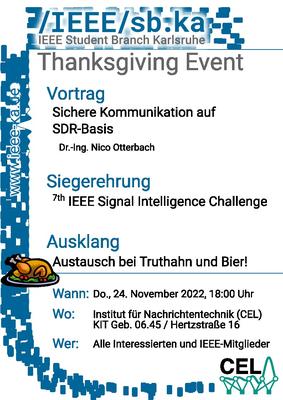 /IEEE/sb-ka
IEEE Student Branch Karlsruhe
Thanksgiving Event
www.ieee-ka.de
Vortrag
Sichere Kommunikation auf
SDR-Basis
Dr.-Ing. Nico Otterbach
Siegerehrung
7th IEEE Signal Intelligence Challenge
Ausklang
Austausch bei Truthahn und Bier!
Wann: Do., 24. November 2022, 18:00 Uhr
Wo: Institut für Nachrichtentechnik (CEL)
KIT Geb. 06.45 / Hertzstraße 16
Wer: Alle Interessierten und IEEE-Mitglieder
CEL